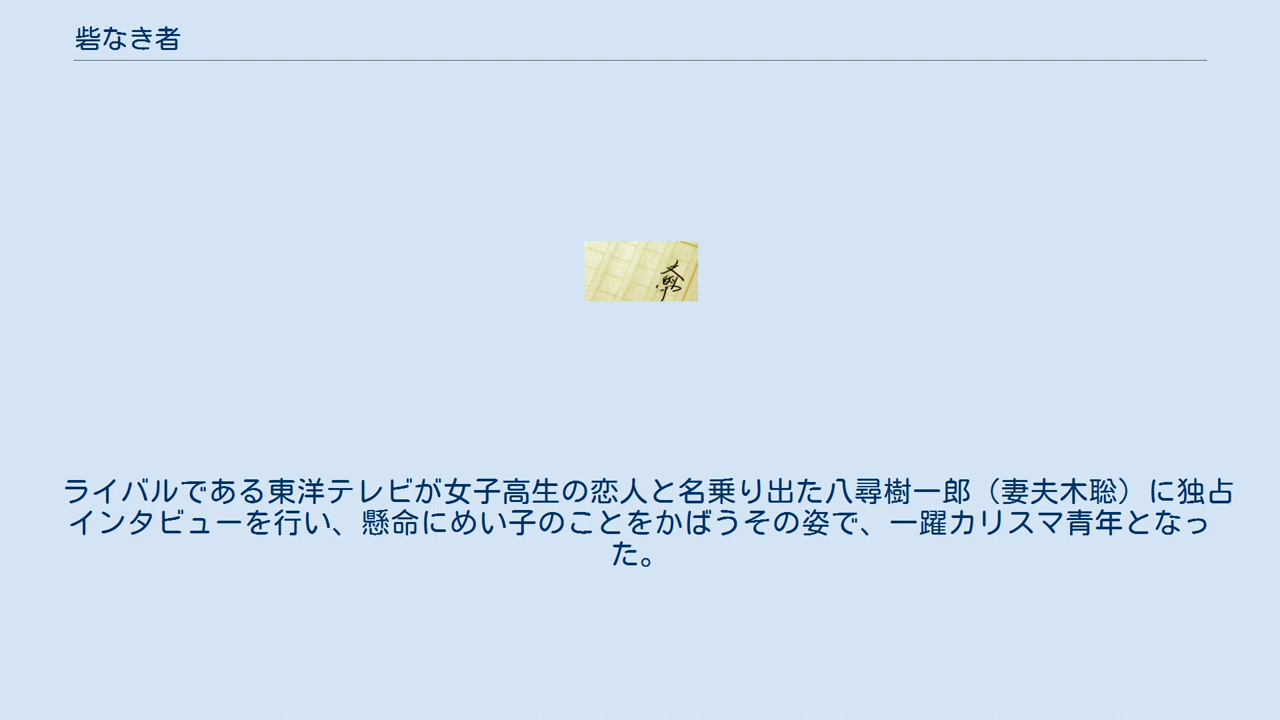 砦なき者
ライバルである東洋テレビが女子高生の恋人と名乗り出た八尋樹一郎（妻夫木聡）に独占
インタビューを行い、懸命にめい子のことをかばうその姿で、一躍カリスマ青年となっ
た。